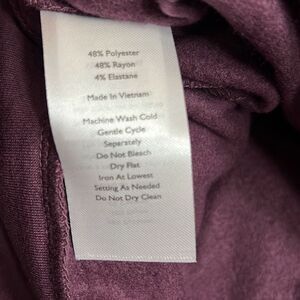 48% Polyester
48% Rayon
4% Elastane
Made In Vietnam
Machine Wash Cold
Gentle Cycle
Separately
Do Not Bleach
Dry Flat
Iron At Lowest
Setting As Needed
Do Not Dry Clean